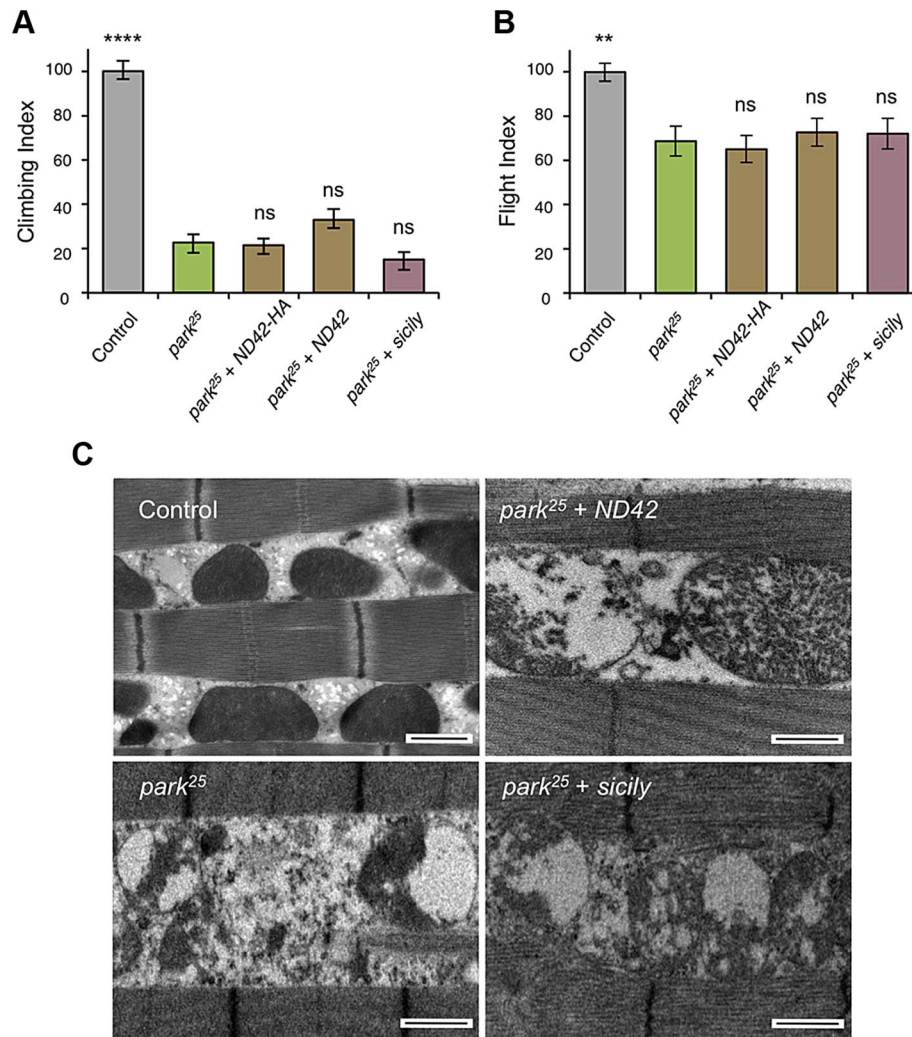 A
Climbing Index
100
80
60
40
20
0
****
ns
ns
ns
Control
park²⁵
park²⁵ + ND42-HA
park²⁵ + ND42
park²⁵ + sicily
B
Flight Index
100
80
60
40
20
0
**
ns
ns
ns
Control
park²⁵
park²⁵ + ND42-HA
park²⁵ + ND42
park²⁵ + sicily
C
Control
park²⁵ + ND42
park²⁵
park²⁵ + sicily